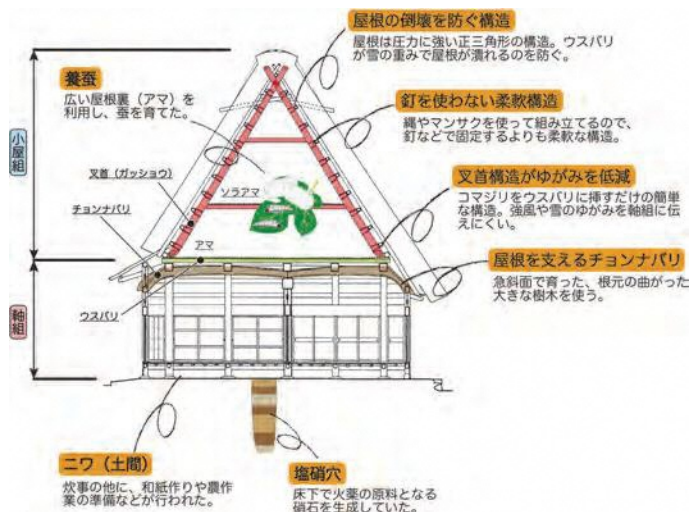 屋根の倒壊を防ぐ構造
屋根は圧力に強い正三角形の構造。ウスバリ
が雪の重みで屋根が潰れるのを防ぐ。
養蚕
広い屋根裏（アマ）を
利用し、蚕を育てた。
釘を使わない柔軟構造
縄やマンサクを使って組み立てるので、
釘などで固定するよりも柔軟な構造。
小屋組
叉首（ガッショウ）
ソラアマ
チョンナバリ
叉首構造がゆがみを低減
コマジリをウスバリに挿すだけの簡単
な構造。強風や雪のゆがみを軸組に伝
えにくい。
アマ
屋根を支えるチョンナバリ
急斜面で育った、根元の曲がった
大きな樹木を使う。
ウスバリ
軸組
ニワ（土間）
炊事の他に、和紙作りや農作
業の準備などが行われた。
塩硝穴
床下で火薬の原料となる
硝石を生成していた。